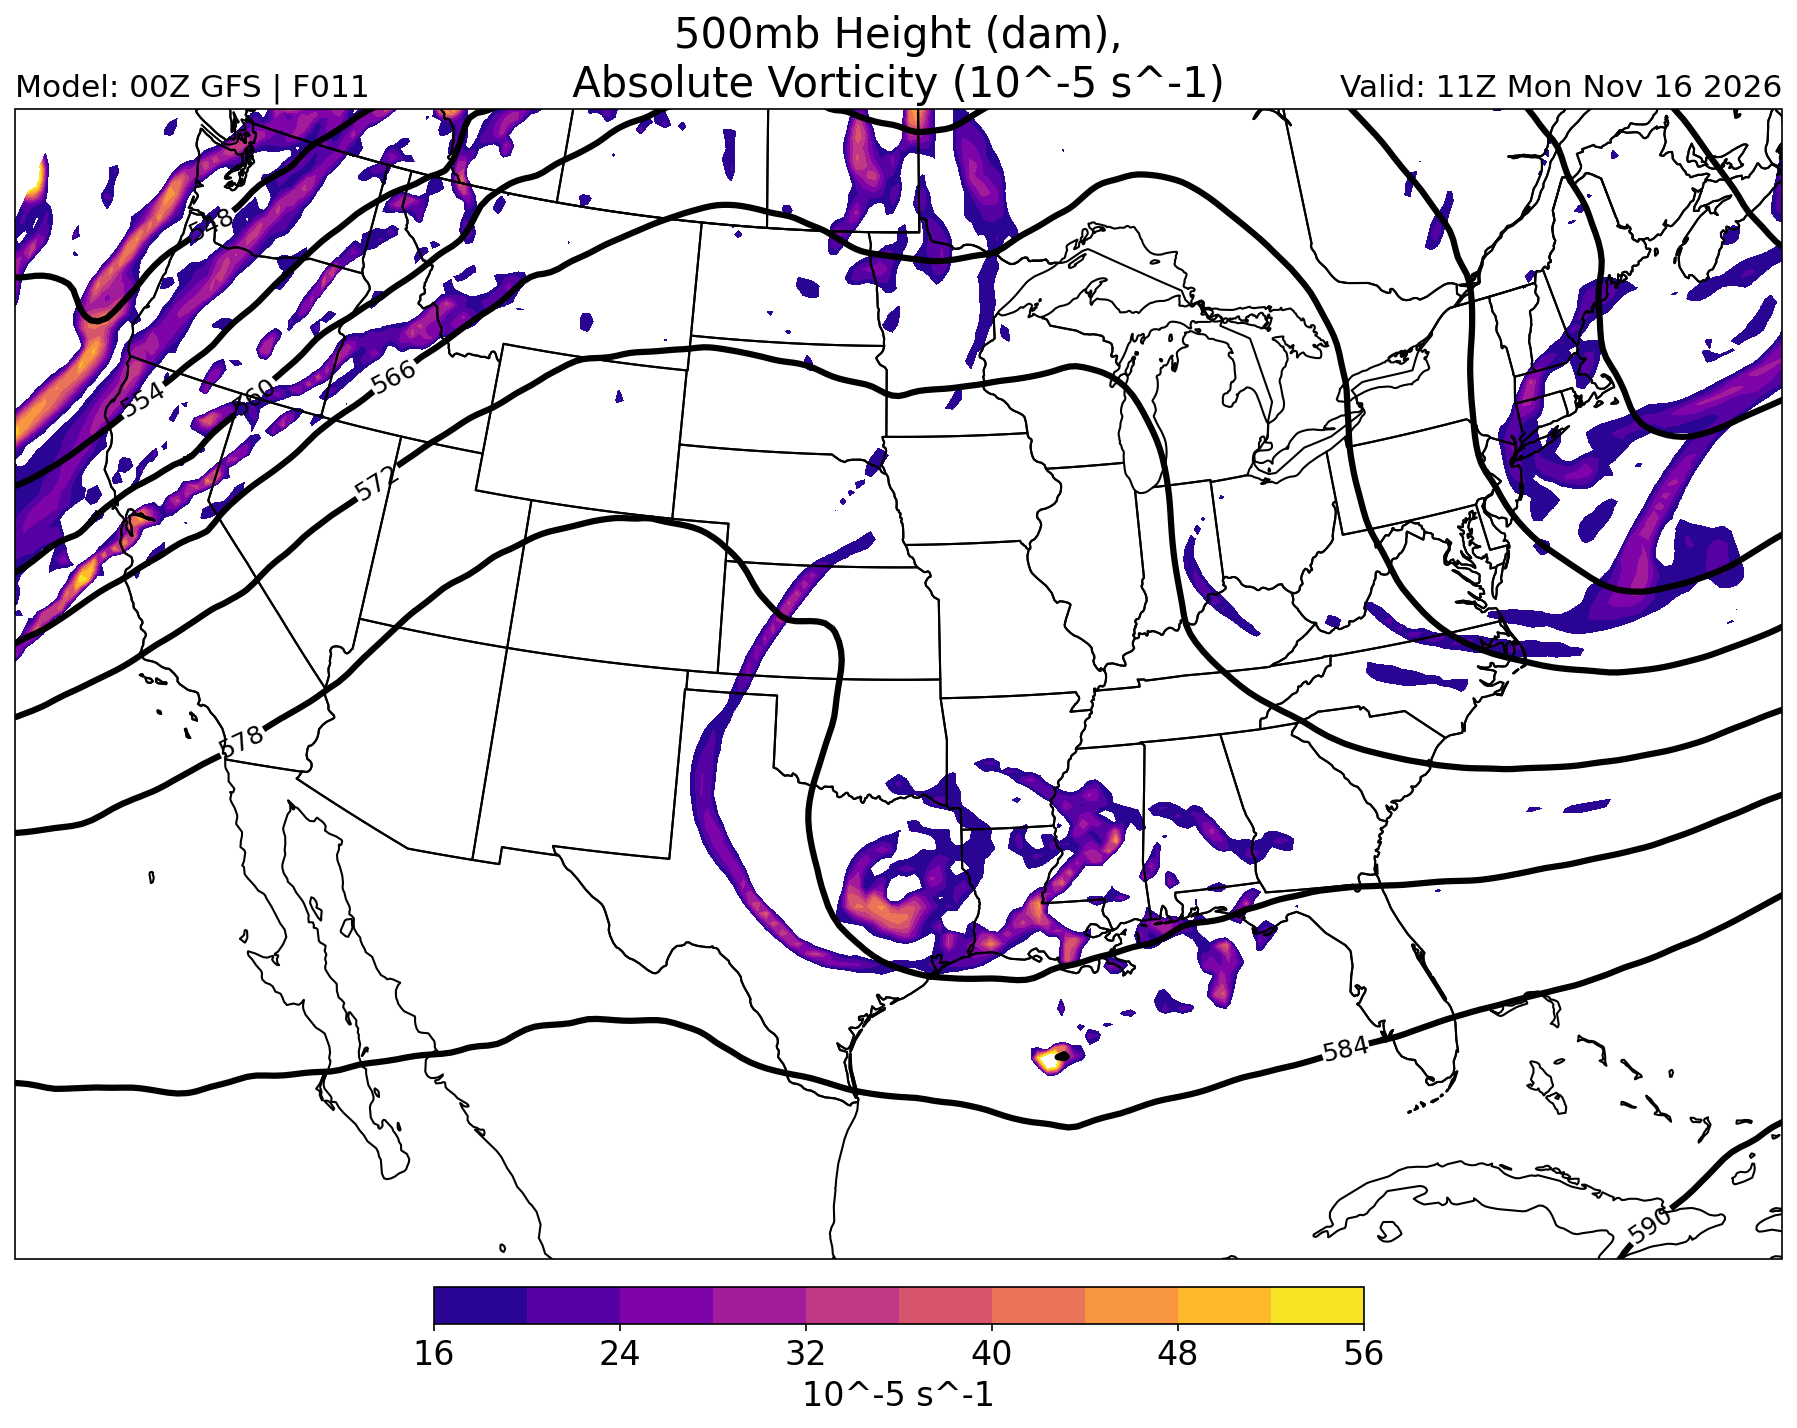 500mb Height (dam),
Absolute Vorticity (10^-5 s^-1)
Model: 00Z GFS | F011
Valid: 11Z Mon Nov 16 2026
548
554
560
566
572
578
584
590
16 24 32 40 48 56
10^-5 s^-1